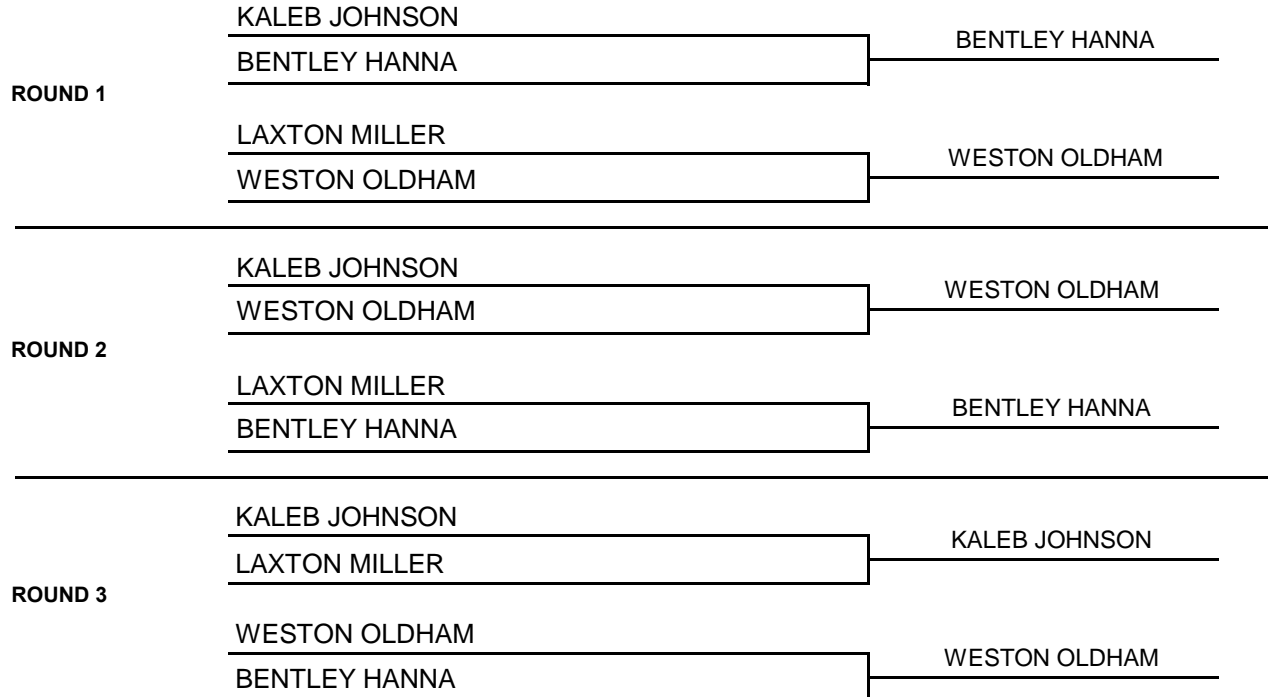 KALEB JOHNSON
BENTLEY HANNA
BENTLEY HANNA
ROUND 1
LAXTON MILLER
WESTON OLDHAM
WESTON OLDHAM
KALEB JOHNSON
WESTON OLDHAM
WESTON OLDHAM
ROUND 2
LAXTON MILLER
BENTLEY HANNA
BENTLEY HANNA
KALEB JOHNSON
KALEB JOHNSON
LAXTON MILLER
ROUND 3
WESTON OLDHAM
WESTON OLDHAM
BENTLEY HANNA